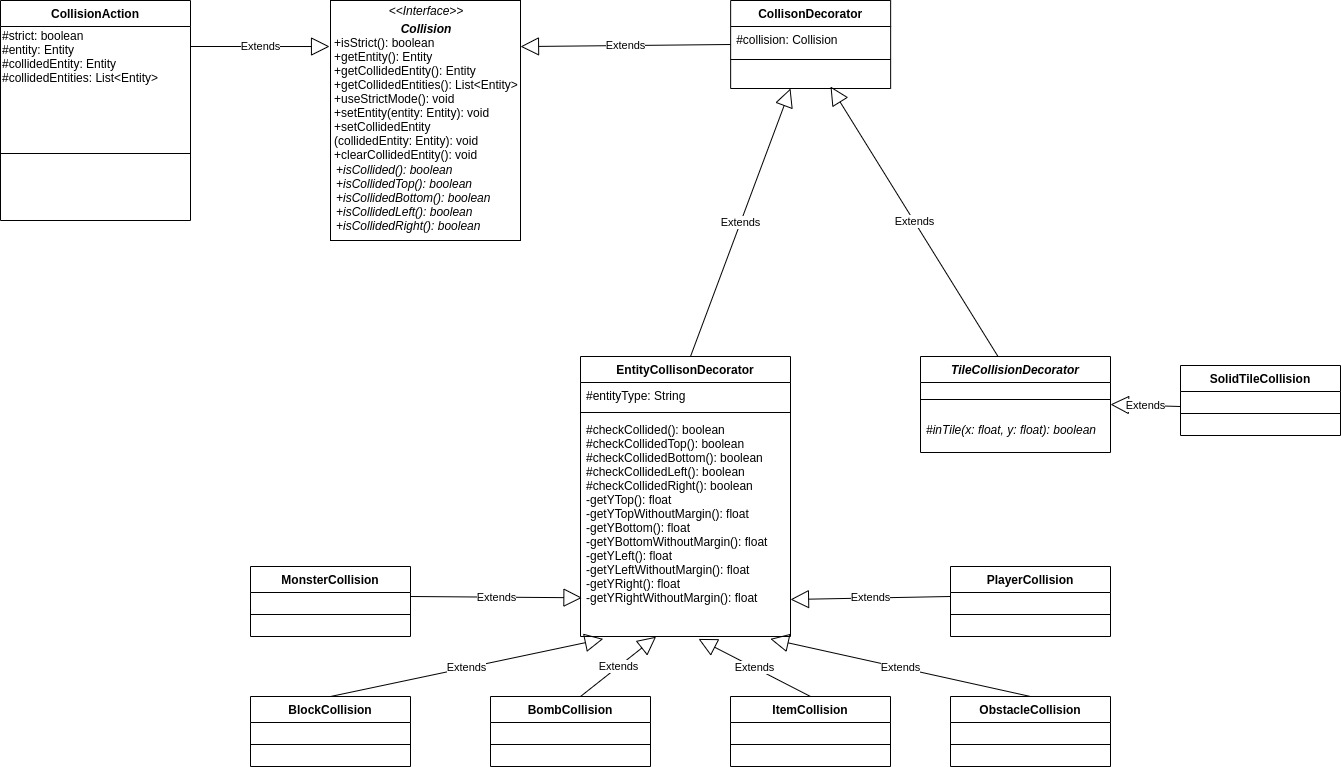 CollisionAction
#strict: boolean
#entity: Entity
#collidedEntity: Entity
#collidedEntities: List<Entity>
Extends
<<Interface>>
Collision
+isStrict(): boolean
+getEntity(): Entity
+getCollidedEntity(): Entity
+getCollidedEntities(): List<Entity>
+useStrictMode(): void
+setEntity(entity: Entity): void
+setCollidedEntity
(collidedEntity: Entity): void
+clearCollidedEntity(): void
+isCollided(): boolean
+isCollidedTop(): boolean
+isCollidedBottom(): boolean
+isCollidedLeft(): boolean
+isCollidedRight(): boolean
Extends
CollisonDecorator
#collision: Collision
Extends
Extends
EntityCollisonDecorator
#entityType: String
#checkCollided(): boolean
#checkCollidedTop(): boolean
#checkCollidedBottom(): boolean
#checkCollidedLeft(): boolean
#checkCollidedRight(): boolean
-getYTop(): float
-getYTopWithoutMargin(): float
-getYBottom(): float
-getYBottomWithoutMargin(): float
-getYLeft(): float
-getYLeftWithoutMargin(): float
-getYRight(): float
-getYRightWithoutMargin(): float
TileCollisionDecorator
#inTile(x: float, y: float): boolean
Extends
SolidTileCollision
MonsterCollision
Extends
Extends
PlayerCollision
Extends
Extends
Extends
Extends
BlockCollision
BombCollision
ItemCollision
ObstacleCollision